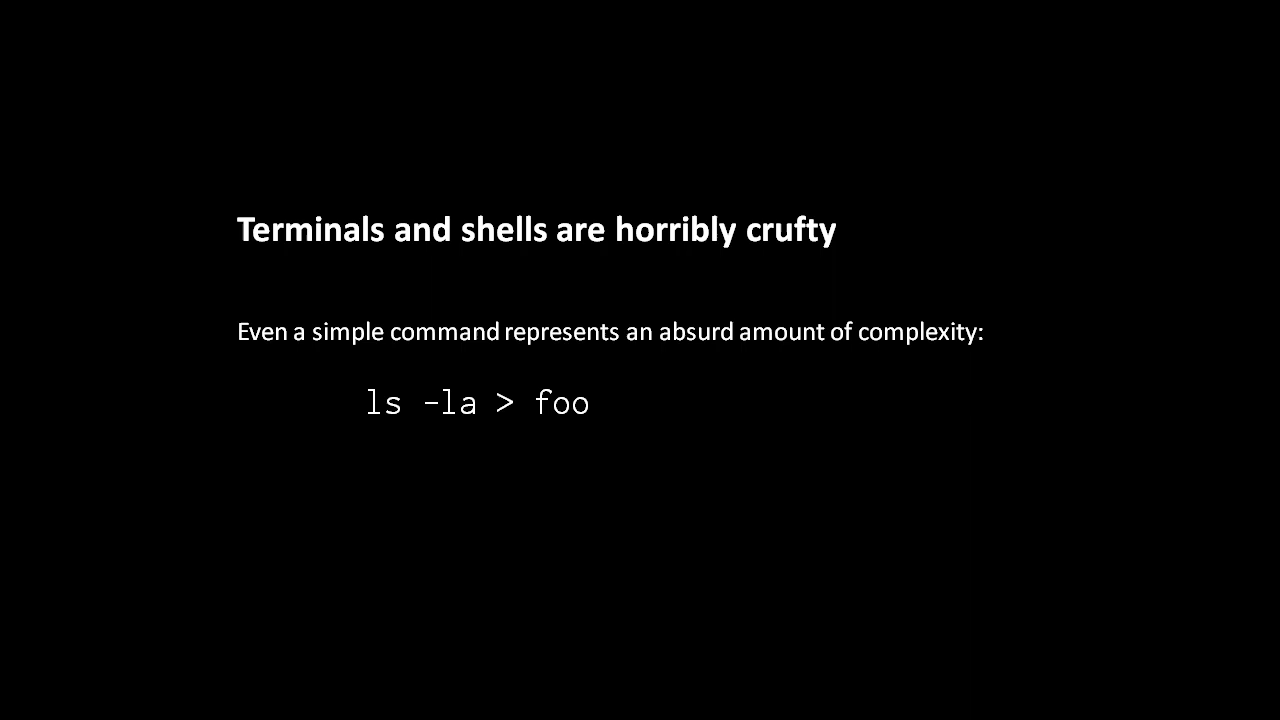 Terminals and shells are horribly crufty
Even a simple command represents an absurd amount of complexity:
ls -la > foo